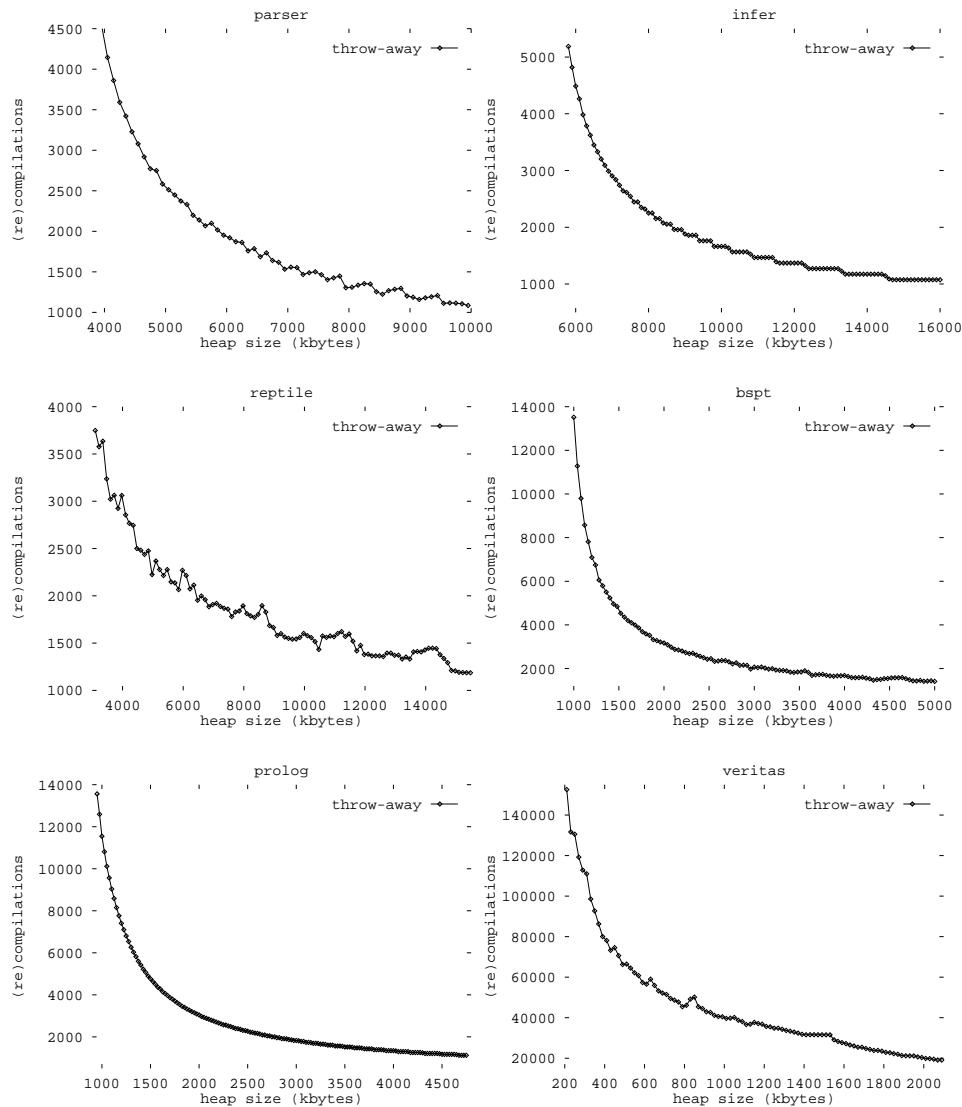 parser
throw-away
4500
4000
3500
3000
2500
2000
1500
1000
(re)compilations
4000 5000 6000 7000 8000 9000 10000
heap size (kbytes)
infer
throw-away
5000
4000
3000
2000
1000
(re)compilations
6000 8000 10000 12000 14000 16000
heap size (kbytes)
reptile
throw-away
4000
3500
3000
2500
2000
1500
1000
(re)compilations
4000 6000 8000 10000 12000 14000
heap size (kbytes)
bspt
throw-away
14000
12000
10000
8000
6000
4000
2000
(re)compilations
1000 1500 2000 2500 3000 3500 4000 4500 5000
heap size (kbytes)
prolog
throw-away
14000
12000
10000
8000
6000
4000
2000
(re)compilations
1000 1500 2000 2500 3000 3500 4000 4500
heap size (kbytes)
veritas
throw-away
140000
120000
100000
80000
60000
40000
20000
(re)compilations
200 400 600 800 1000 1200 1400 1600 1800 2000
heap size (kbytes)